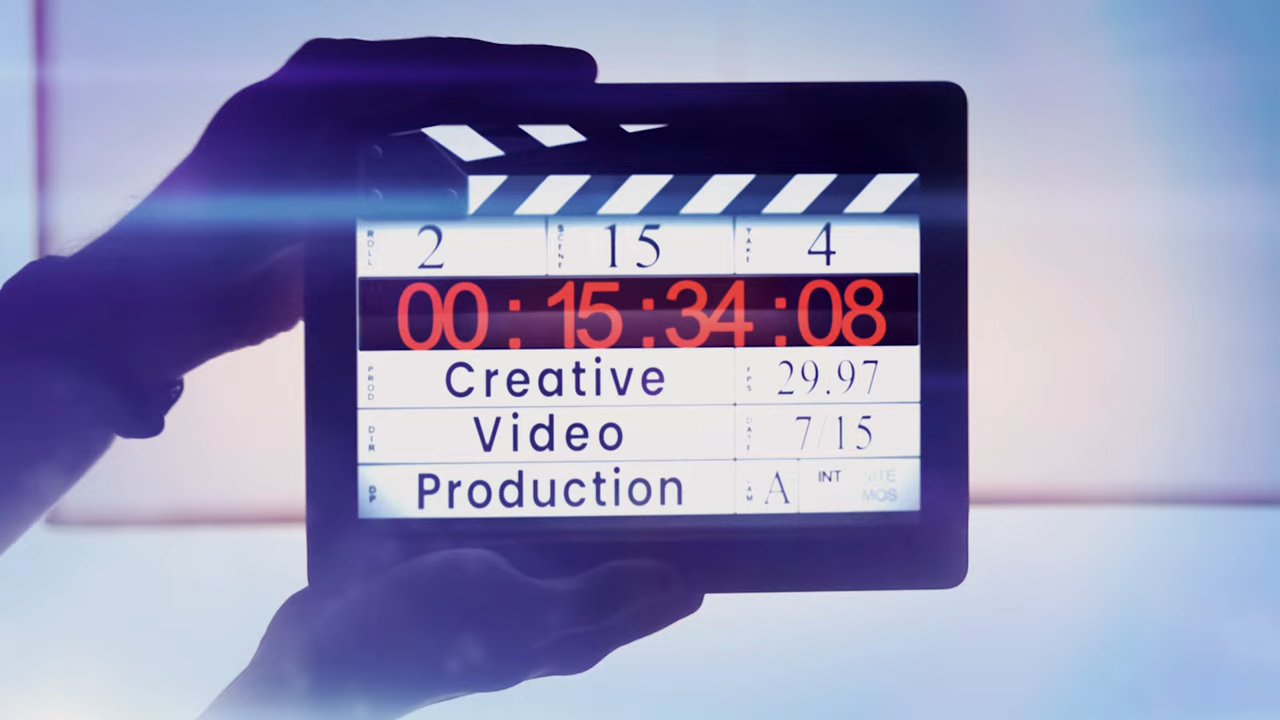 ROLL 2 SCENE 15 TAKE 4
00:15:34:08
PROD Creative FPS 29.97
DIR Video DATE 7/15
DP Production CAM A INT
MOS